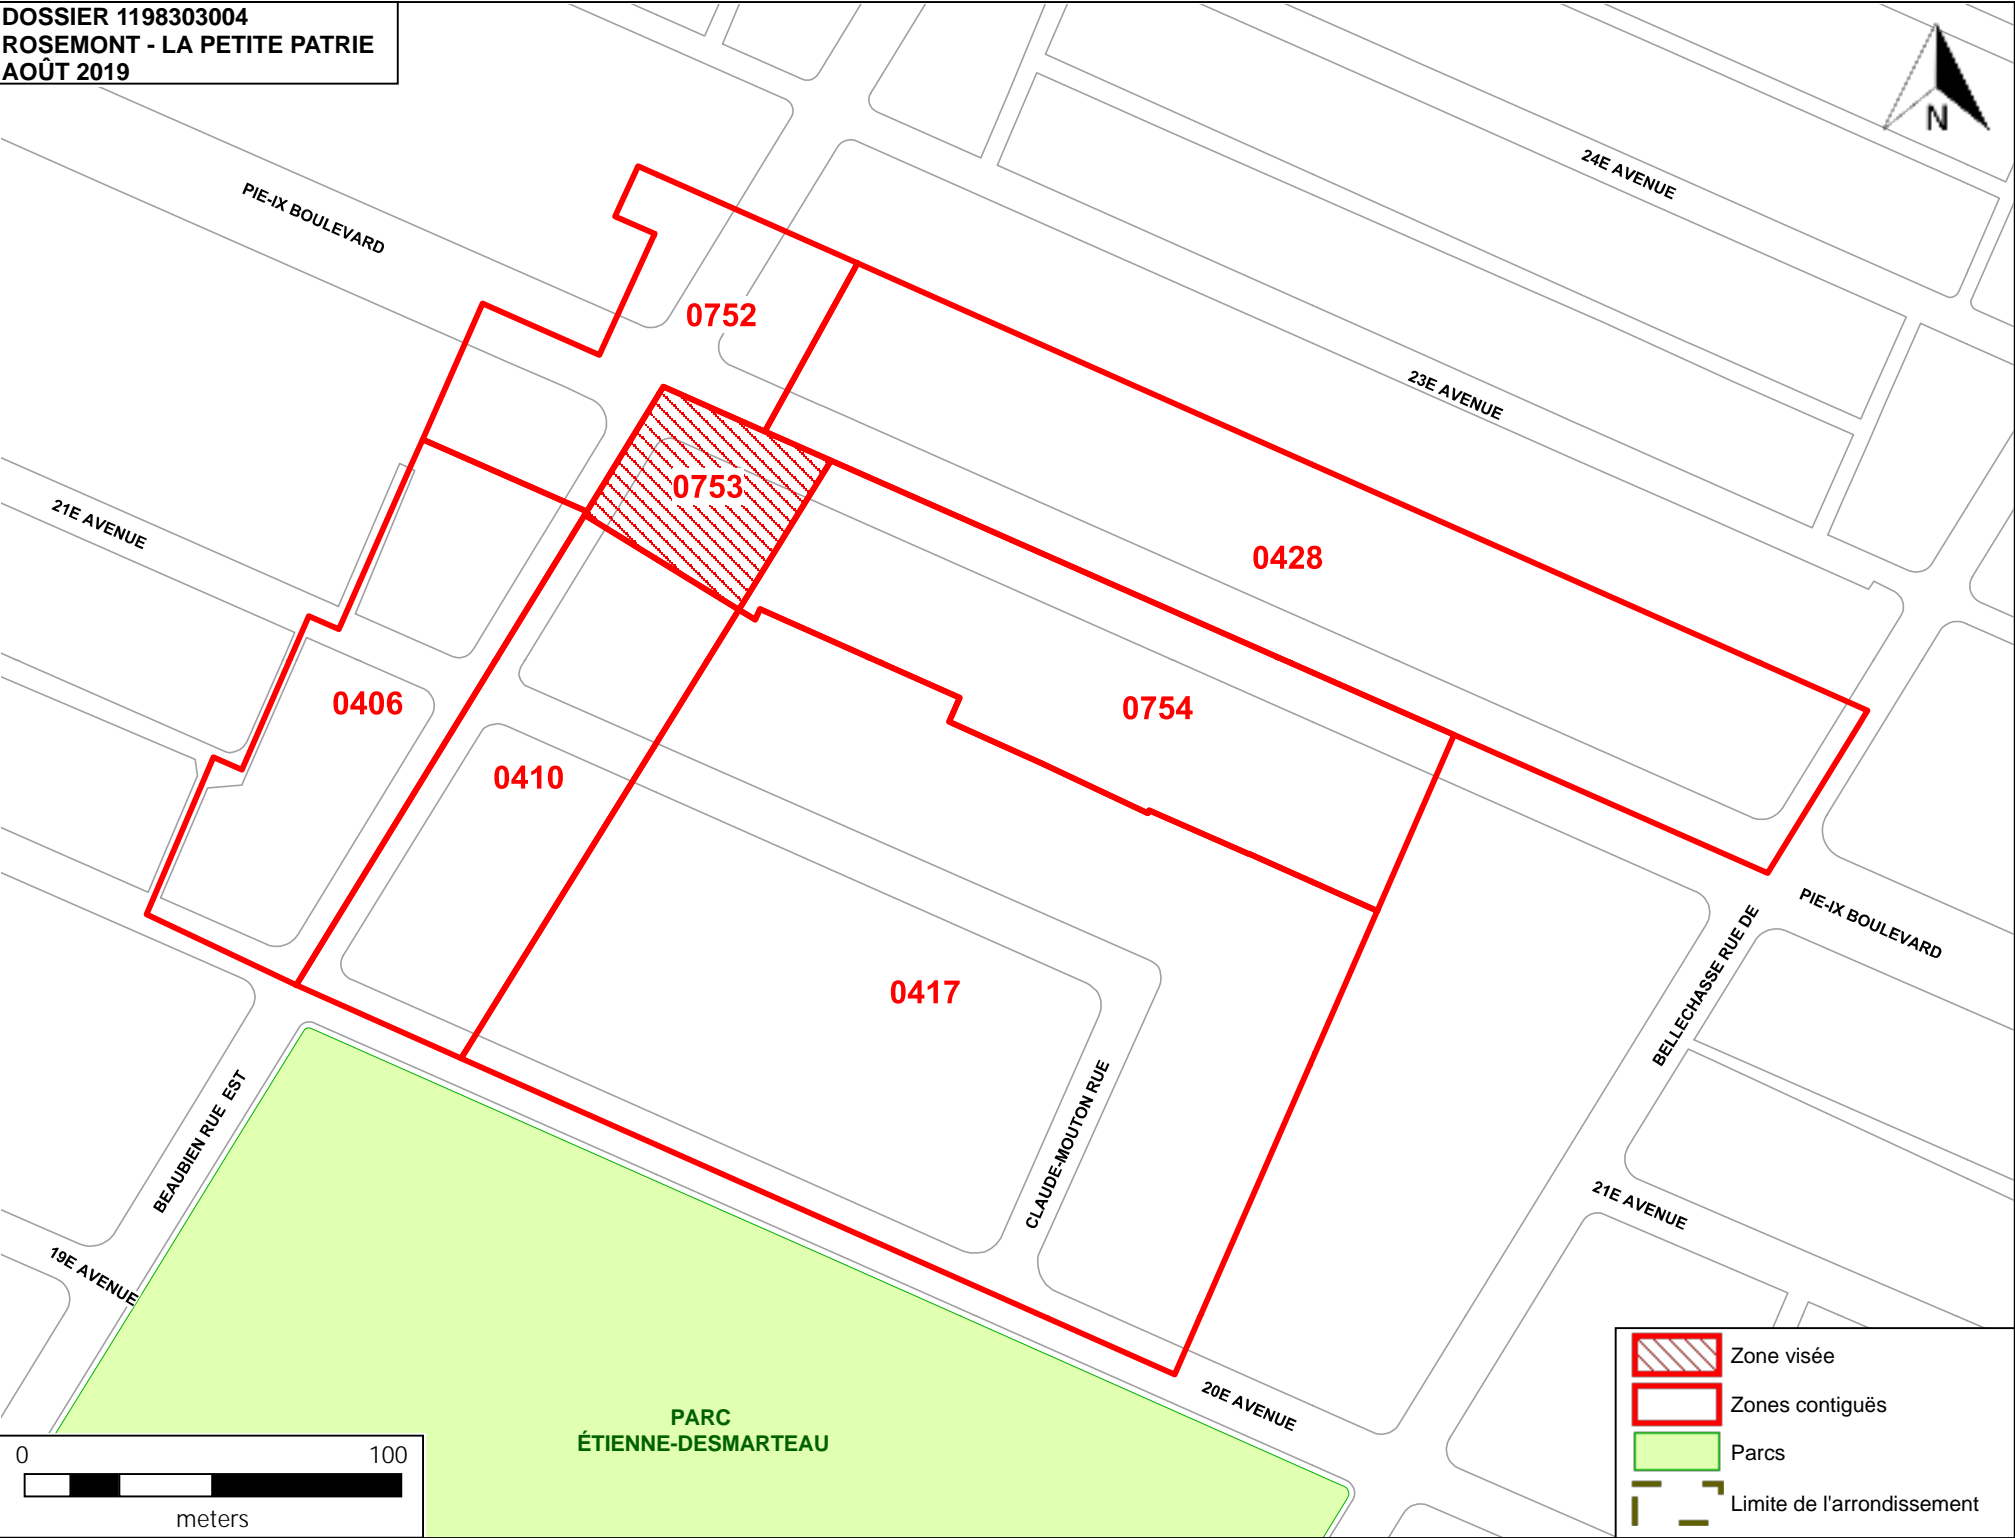 DOSSIER 1198303004
ROSEMONT - LA PETITE PATRIE
AOÛT 2019
N
24E AVENUE
PIE-IX BOULEVARD
0752
23E AVENUE
0753
21E AVENUE
0428
0406
0754
0410
PIE-IX BOULEVARD
BELLECHASSE RUE DE
0417
CLAUDE-MOUTON RUE
BEAUBIEN RUE  EST
21E AVENUE
19E AVENUE
20E AVENUE
PARC
ÉTIENNE-DESMARTEAU
0 100
meters
Zone visée
Zones contiguës
Parcs
Limite de l'arrondissement